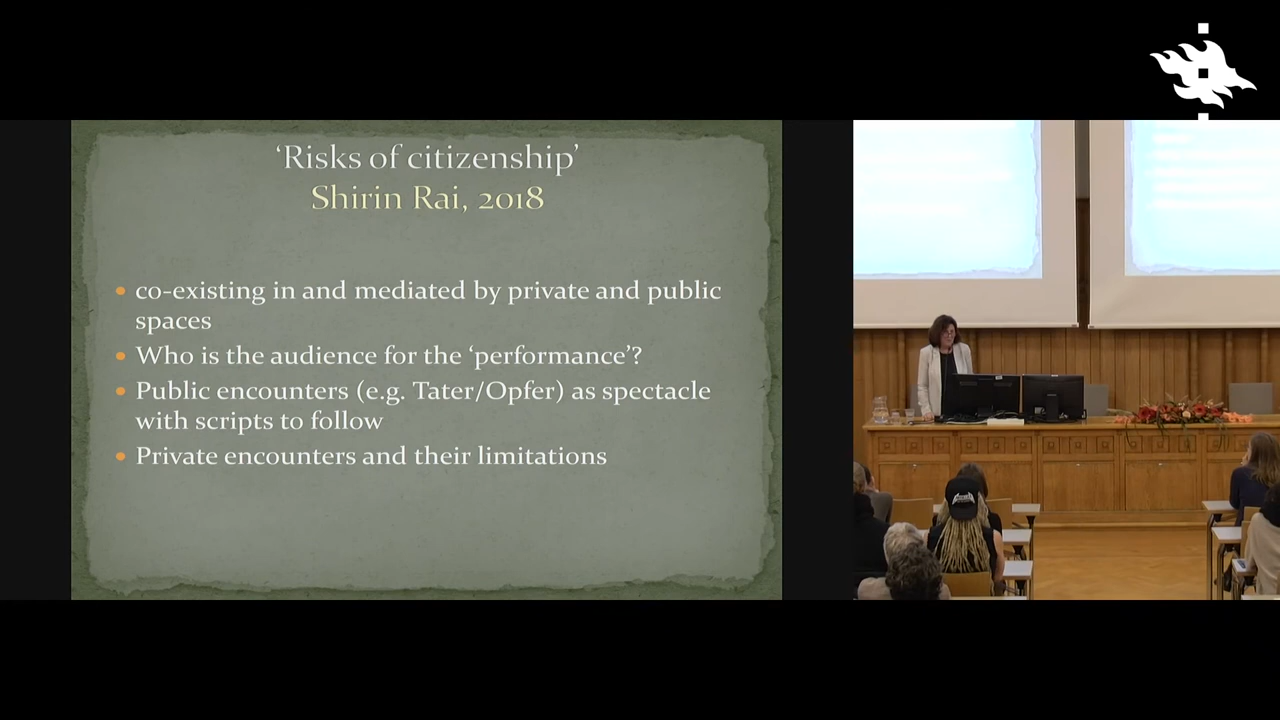 ‘Risks of citizenship’
Shirin Rai, 2018
• co-existing in and mediated by private and public
spaces
• Who is the audience for the ‘performance’?
• Public encounters (e.g. Tater/Opfer) as spectacle
with scripts to follow
• Private encounters and their limitations